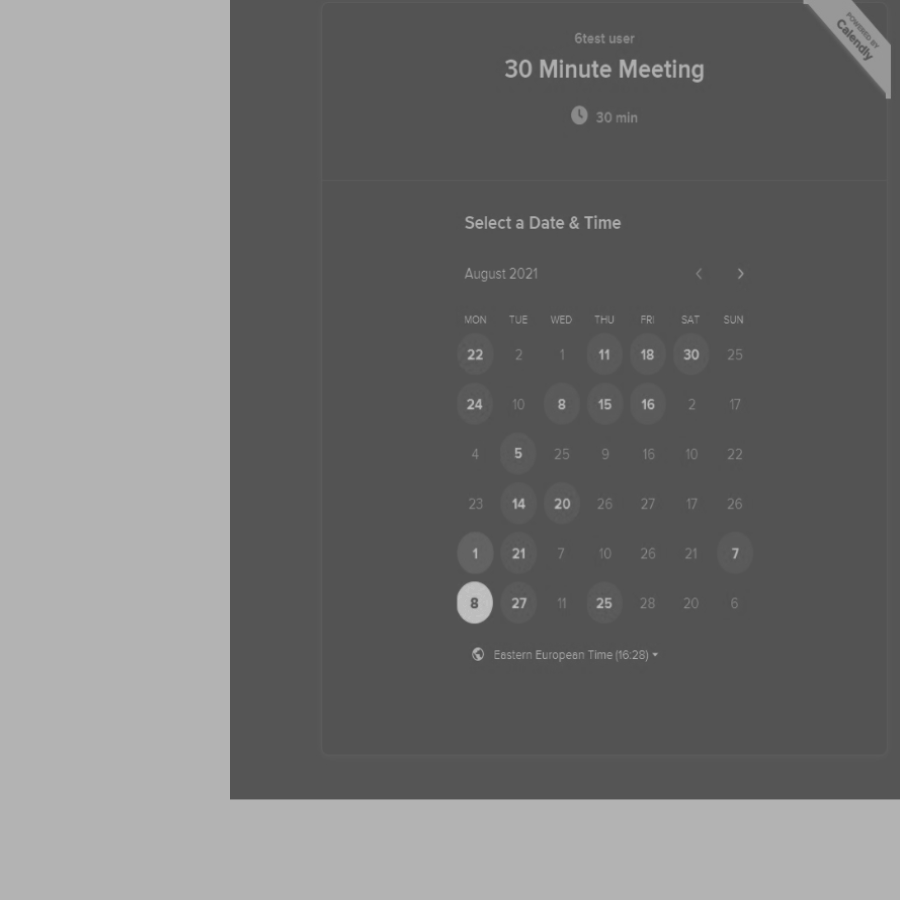 POWERED BY
Calendly
6test user
30 Minute Meeting
30 min
Select a Date & Time
August 2021
MON TUE WED THU FRI SAT SUN
22 2 1 11 18 30 25
24 10 8 15 16 2 17
4 5 25 9 16 10 22
23 14 20 26 27 17 26
1 21 7 10 26 21 7
8 27 11 25 28 20 6
Eastern European Time (16:28)